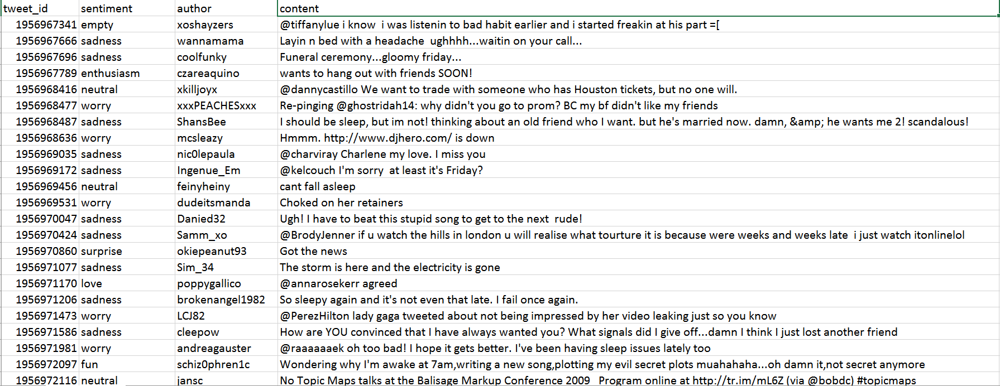 tweet_id sentiment author content
1956967341 empty xoshayzers @tiffanylue i know  i was listenin to bad habit earlier and i started freakin at his part =[
1956967666 sadness wannamama Layin n bed with a headache  ughhhh...waitin on your call...
1956967696 sadness coolfunky Funeral ceremony...gloomy friday...
1956967789 enthusiasm czareaquino wants to hang out with friends SOON!
1956968416 neutral xkilljoyx @dannycastillo We want to trade with someone who has Houston tickets, but no one will.
1956968477 worry xxxPEACHESxxx Re-pinging @ghostridah14: why didn't you go to prom? BC my bf didn't like my friends
1956968487 sadness ShansBee I should be sleep, but im not! thinking about an old friend who I want. but he's married now. damn, &amp; he wants me 2! scandalous!
1956968636 worry mcsleazy Hmmm. http://www.djhero.com/ is down
1956969035 sadness nic0lepaula @charviray Charlene my love. I miss you
1956969172 sadness Ingenue_Em @kelcouch I'm sorry  at least it's Friday?
1956969456 neutral feinyheiny cant fall asleep
1956969531 worry dudeitsmanda Choked on her retainers
1956970047 sadness Danied32 Ugh! I have to beat this stupid song to get to the next  rude!
1956970424 sadness Samm_xo @BrodyJenner if u watch the hills in london u will realise what tourture it is because were weeks and weeks late  i just watch itonlinelol
1956970860 surprise okiepeanut93 Got the news
1956971077 sadness Sim_34 The storm is here and the electricity is gone
1956971170 love poppygallico @annarosekerr agreed
1956971206 sadness brokenangel1982 So sleepy again and it's not even that late. I fail once again.
1956971473 worry LCJ82 @PerezHilton lady gaga tweeted about not being impressed by her video leaking just so you know
1956971586 sadness cleepow How are YOU convinced that I have always wanted you? What signals did I give off...damn I think I just lost another friend
1956971981 worry andreagauster @raaaaaaek oh too bad! I hope it gets better. I've been having sleep issues lately too
1956972097 fun schiz0phren1c Wondering why I'm awake at 7am,writing a new song,plotting my evil secret plots muahahaha...oh damn it,not secret anymore
1956972116 neutral jansc No Topic Maps talks at the Balisage Markup Conference 2009   Program online at http://tr.im/mL6Z (via @bobdc) #topicmaps